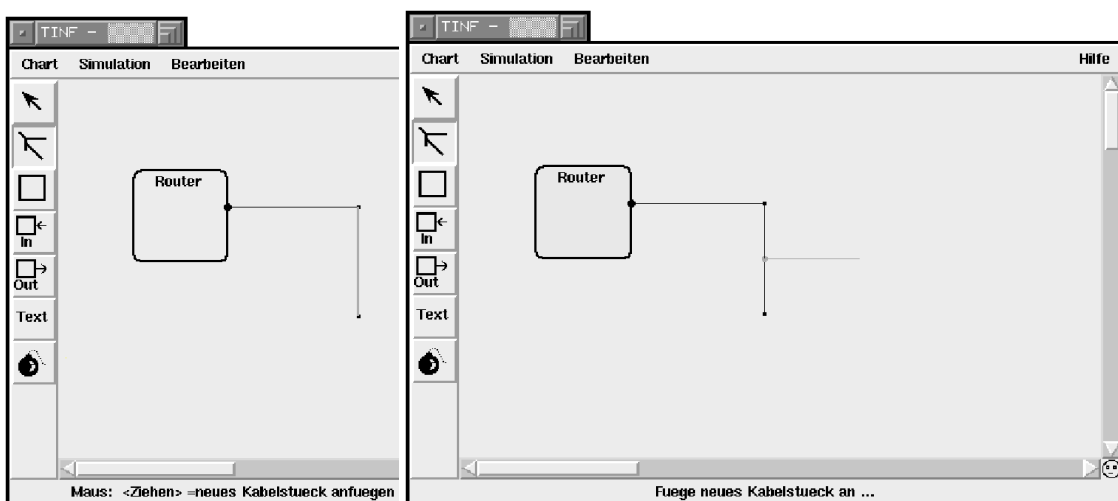 TINF –
Chart Simulation Bearbeiten
Router
In
Out
Text
Maus: <Ziehen> =neues Kabelstueck anfuegen
TINF –
Chart Simulation Bearbeiten Hilfe
Router
In
Out
Text
Fuege neues Kabelstueck an ...